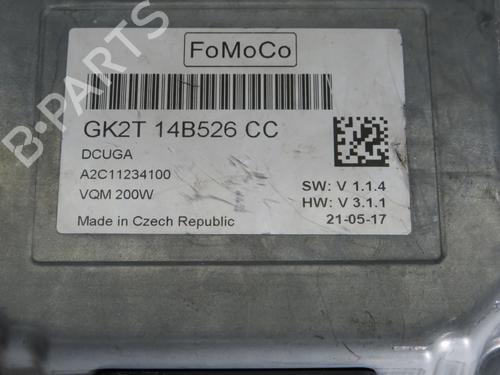 FoMoCo
GK2T 14B526 CC
DCUGA
A2C11234100
VQM 200W
SW: V 1.1.4
HW: V 3.1.1
Made in Czech Republic
21-05-17
B-PARTS